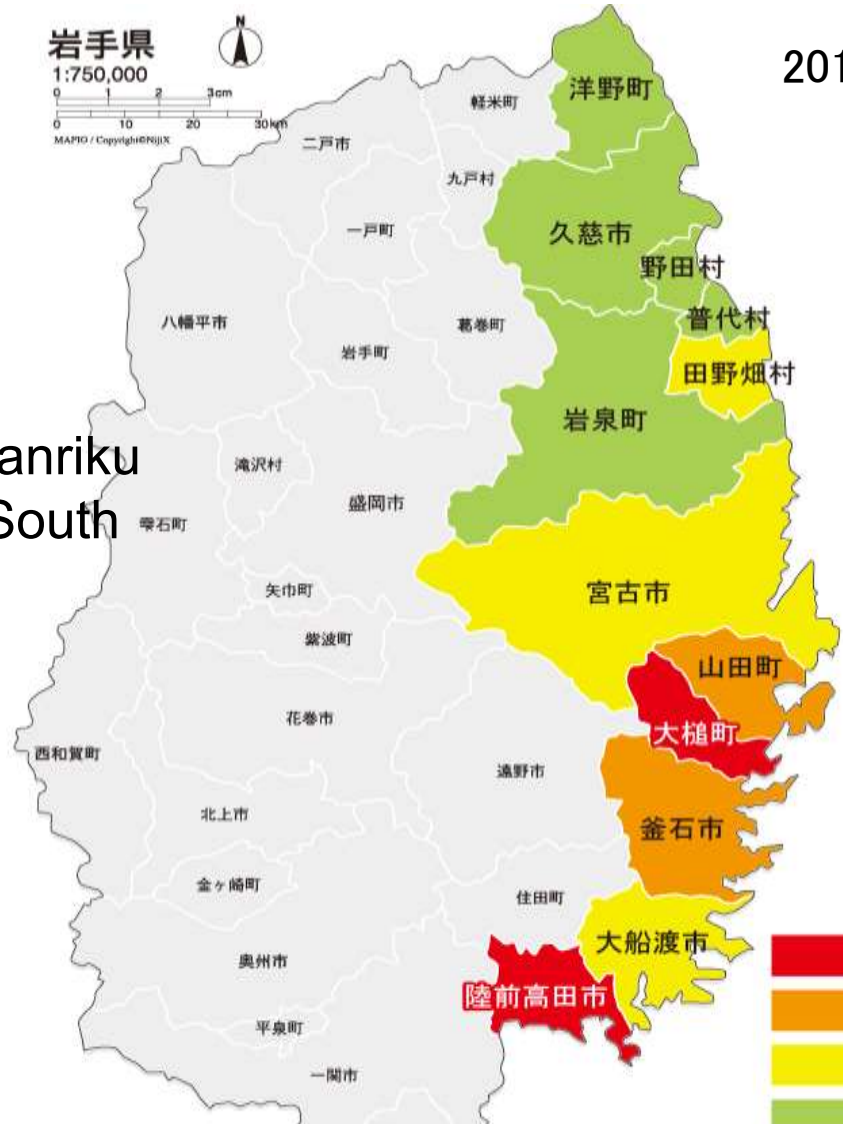 岩手県
N
1:750,000
0 1 2 3cm
0 10 20 30km
MAPIO / Copyright©NijiX
201
洋野町
軽米町
二戸市
九戸村
一戸町
久慈市
野田村
普代村
八幡平市
葛巻町
岩手町
田野畑村
岩泉町
anriku
South
滝沢村
盛岡市
雫石町
宮古市
矢巾町
紫波町
山田町
花巻市
大槌町
西和賀町
遠野市
北上市
釜石市
金ヶ崎町
住田町
大船渡市
奥州市
陸前高田市
平泉町
一関市